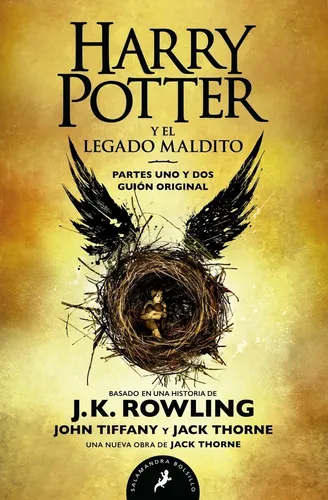 HARRY
POTTER
Y EL
LEGADO MALDITO
PARTES UNO Y DOS
GUIÓN ORIGINAL
BASADO EN UNA HISTORIA DE
J.K. ROWLING
JOHN TIFFANY Y JACK THORNE
UNA NUEVA OBRA DE JACK THORNE
SALAMANDRA BOLSILLO